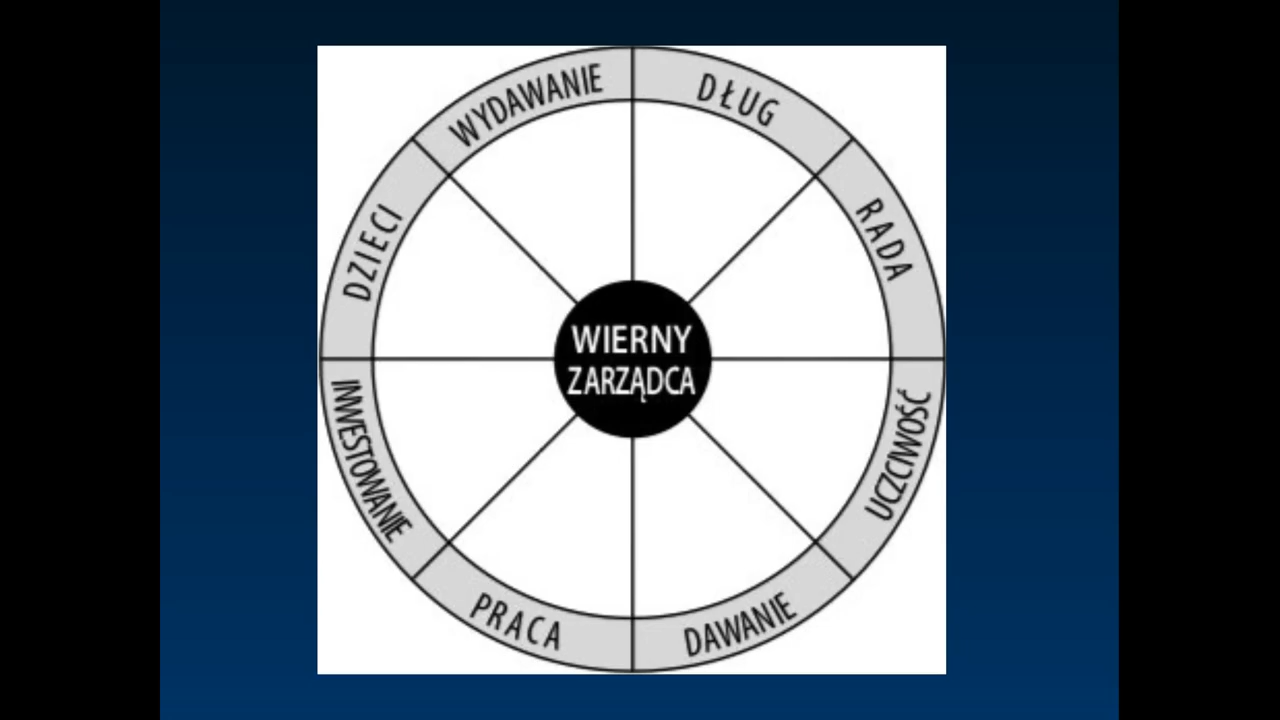 WYDAWANIE
DŁUG
RADA
UCZCIWOŚĆ
DAWANIE
PRACA
INWESTOWANIE
DZIECI
WIERNY
ZARZĄDCA